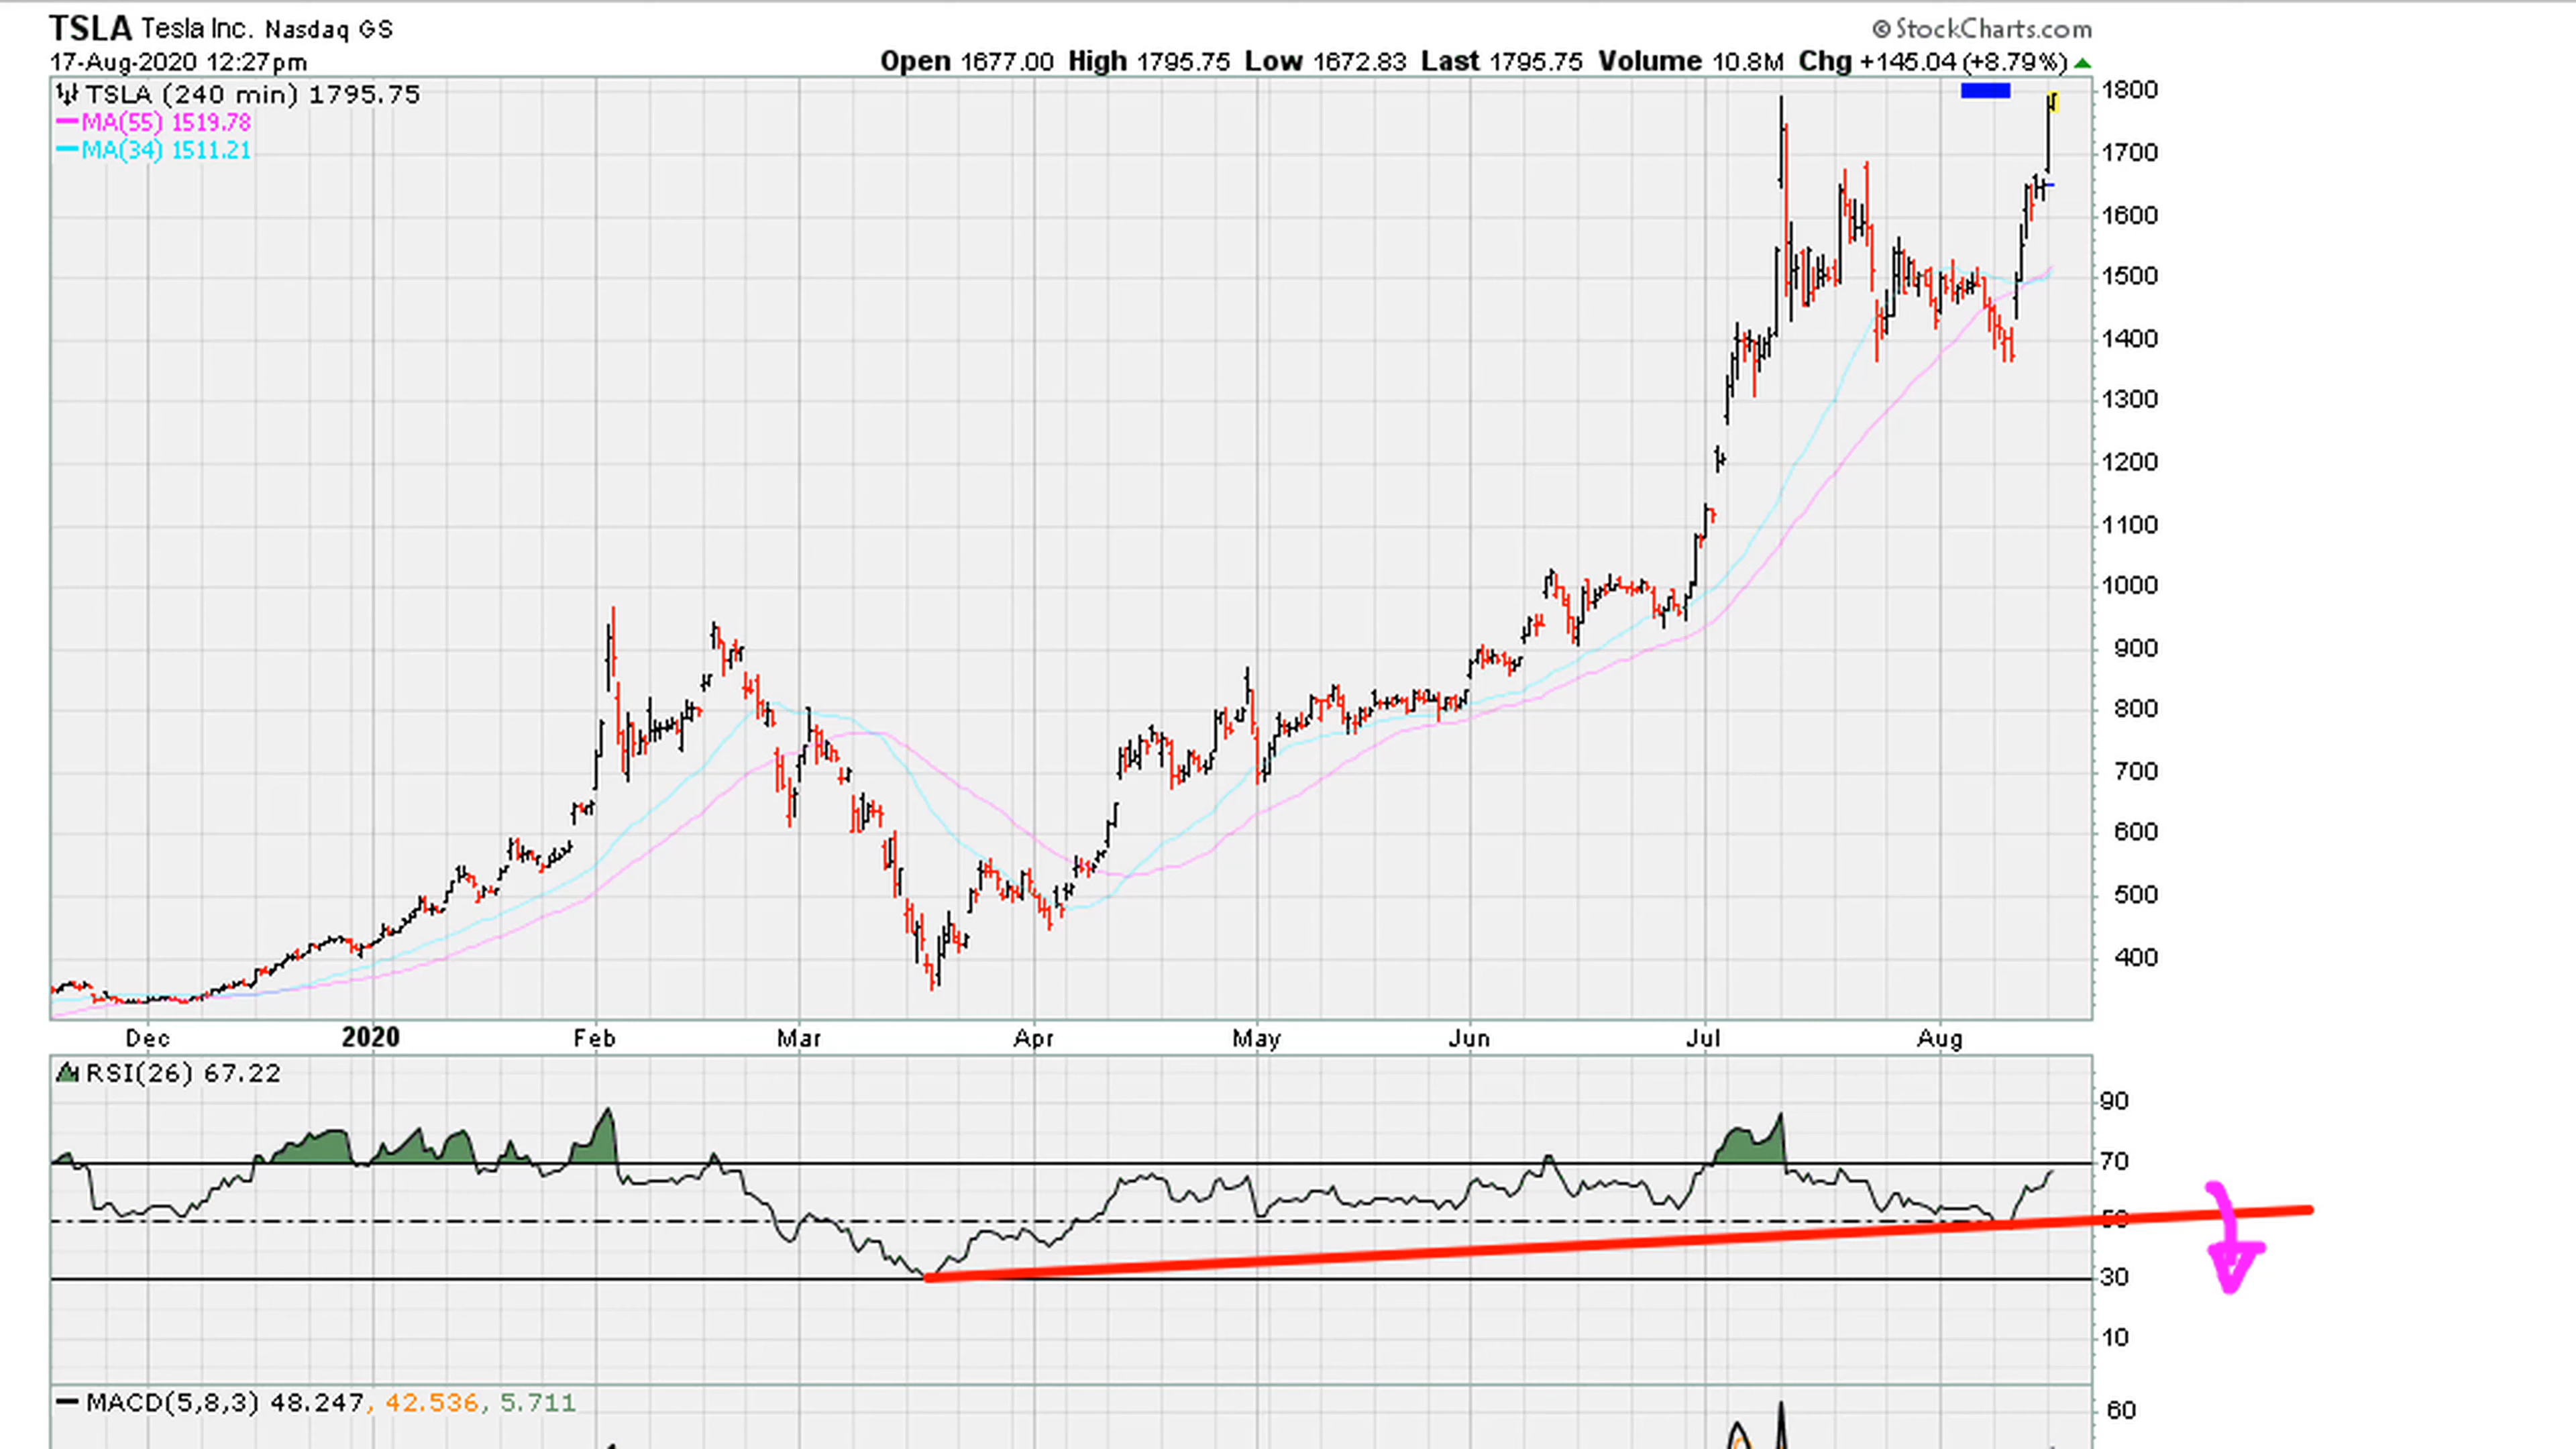 TSLA Tesla Inc. Nasdaq GS
© StockCharts.com
17-Aug-2020 12:27pm
Open 1677.00 High 1795.75 Low 1672.83 Last 1795.75 Volume 10.8M Chg +145.04 (+8.79%)
TSLA (240 min) 1795.75
MA(55) 1519.78
MA(34) 1511.21
1800
1700
1600
1500
1400
1300
1200
1100
1000
900
800
700
600
500
400
Dec 2020 Feb Mar Apr May Jun Jul Aug
RSI(26) 67.22
90
70
50
30
10
MACD(5,8,3) 48.247, 42.536, 5.711
60